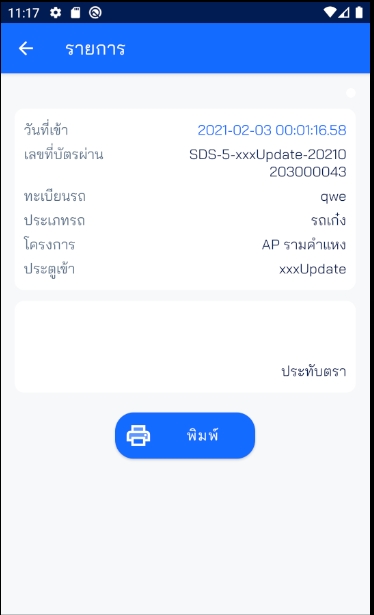 11:17
รายการ
วันที่เข้า 2021-02-03 00:01:16.58
เลขที่บัตรผ่าน SDS-5-xxxUpdate-20210
203000043
ทะเบียนรถ qwe
ประเภทรถ รถเก๋ง
โครงการ AP รามคำแหง
ประตูเข้า xxxUpdate
ประทับตรา
พิมพ์